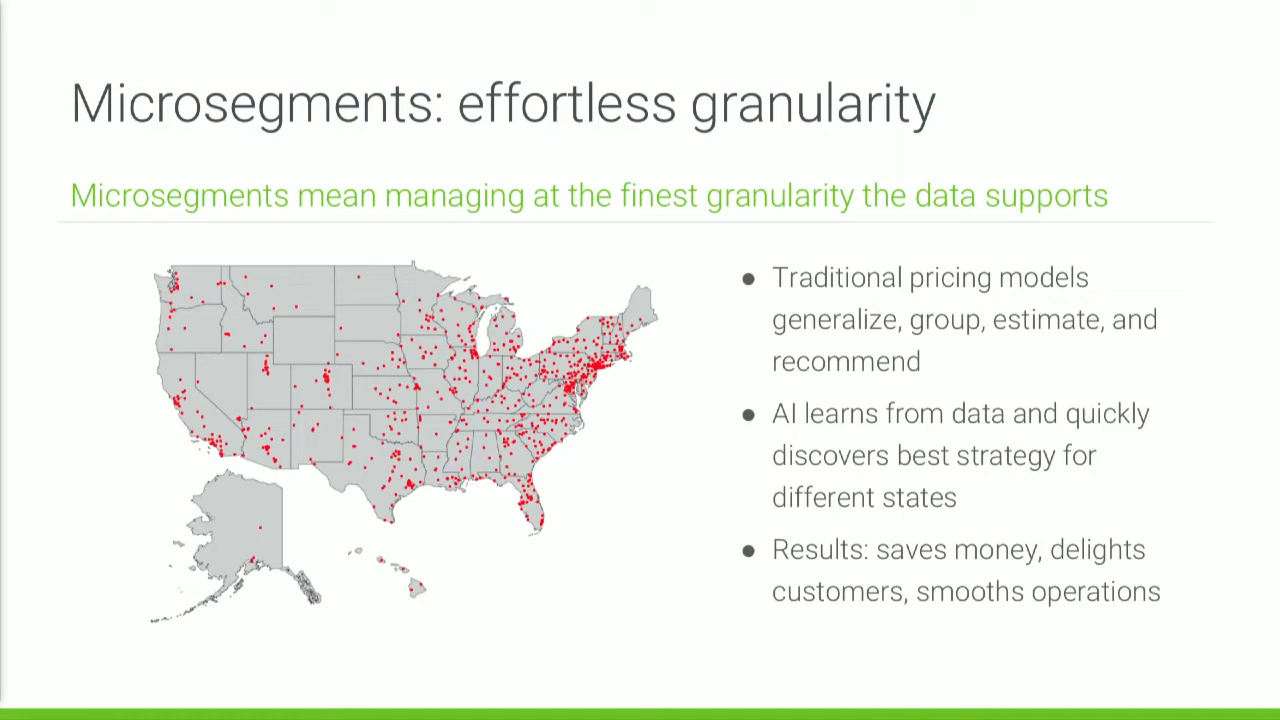 Microsegments: effortless granularity
Microsegments mean managing at the finest granularity the data supports
● Traditional pricing models
generalize, group, estimate, and
recommend
● AI learns from data and quickly
discovers best strategy for
different states
● Results: saves money, delights
customers, smooths operations